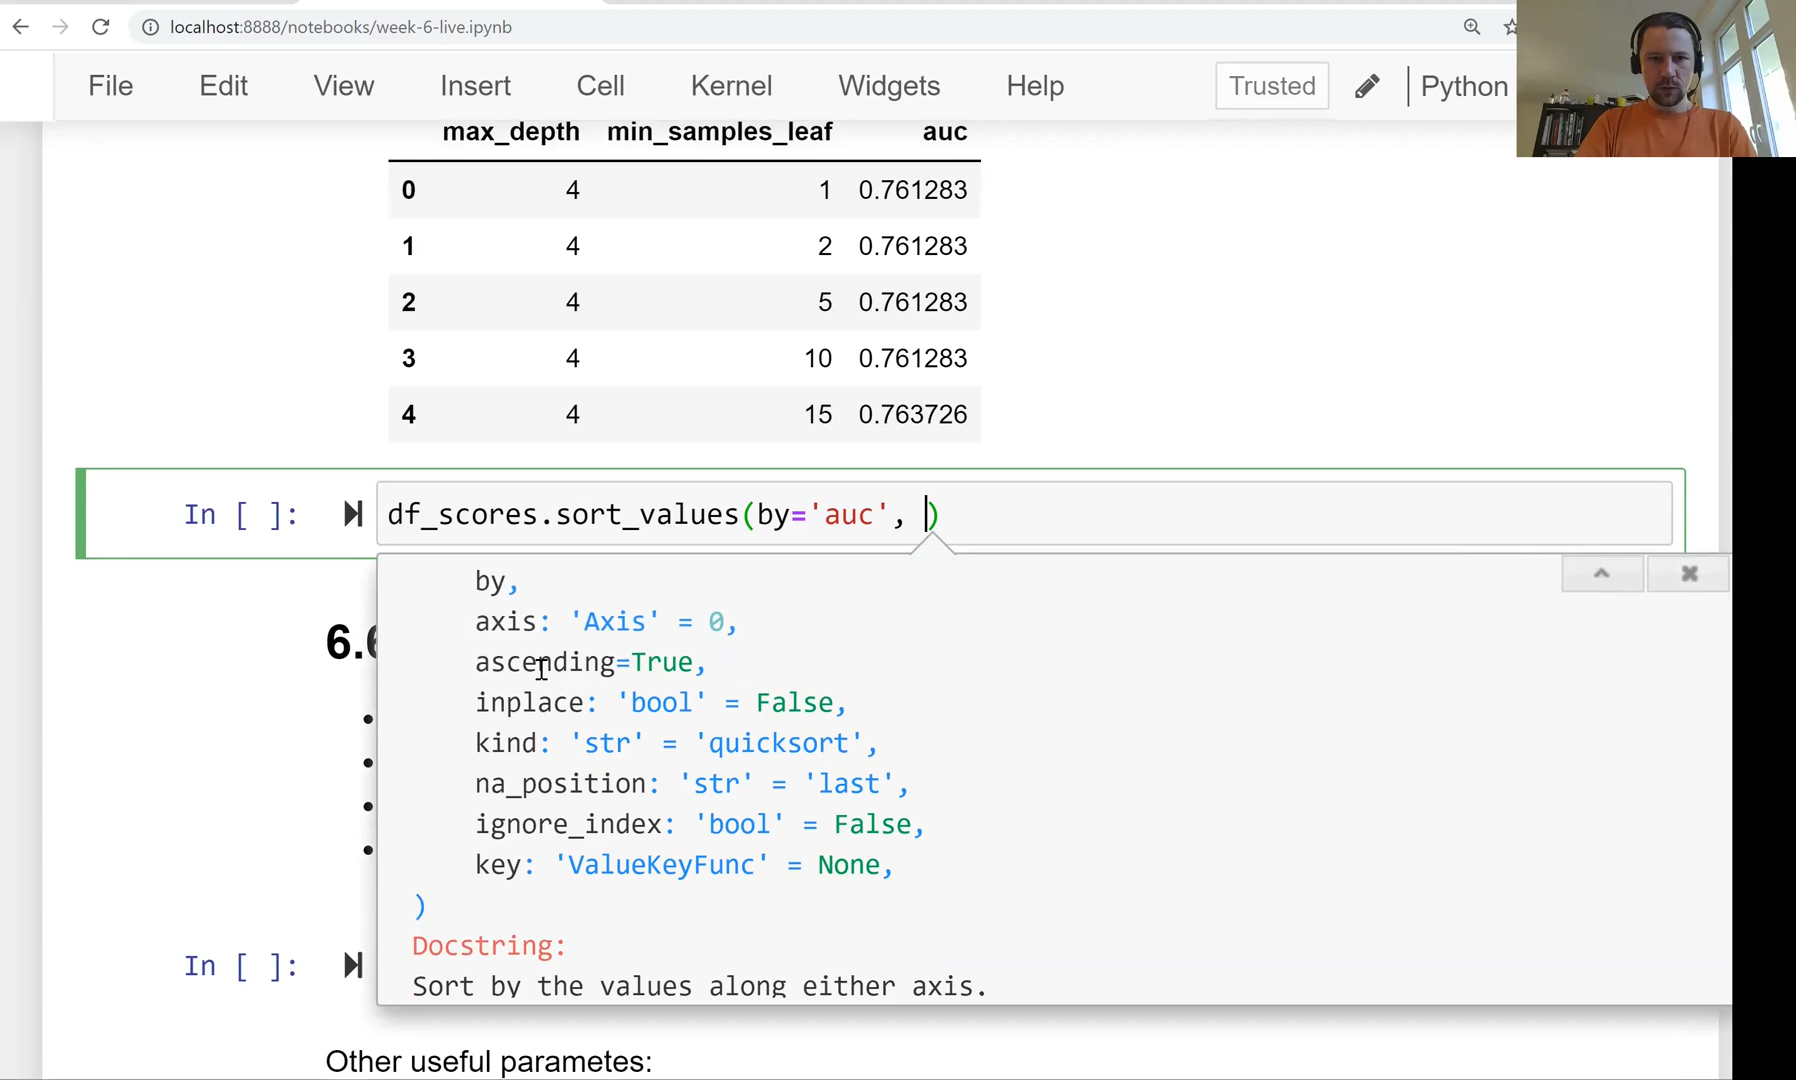 localhost:8888/notebooks/week-6-live.ipynb
File Edit View Insert Cell Kernel Widgets Help Trusted Python
max_depth min_samples_leaf auc
0 4 1 0.761283
1 4 2 0.761283
2 4 5 0.761283
3 4 10 0.761283
4 4 15 0.763726
In [ ]: df_scores.sort_values(by='auc', )
by,
axis: 'Axis' = 0,
ascending=True,
inplace: 'bool' = False,
kind: 'str' = 'quicksort',
na_position: 'str' = 'last',
ignore_index: 'bool' = False,
key: 'ValueKeyFunc' = None,
)
Docstring:
Sort by the values along either axis.
6.
In [ ]:
Other useful parametes: